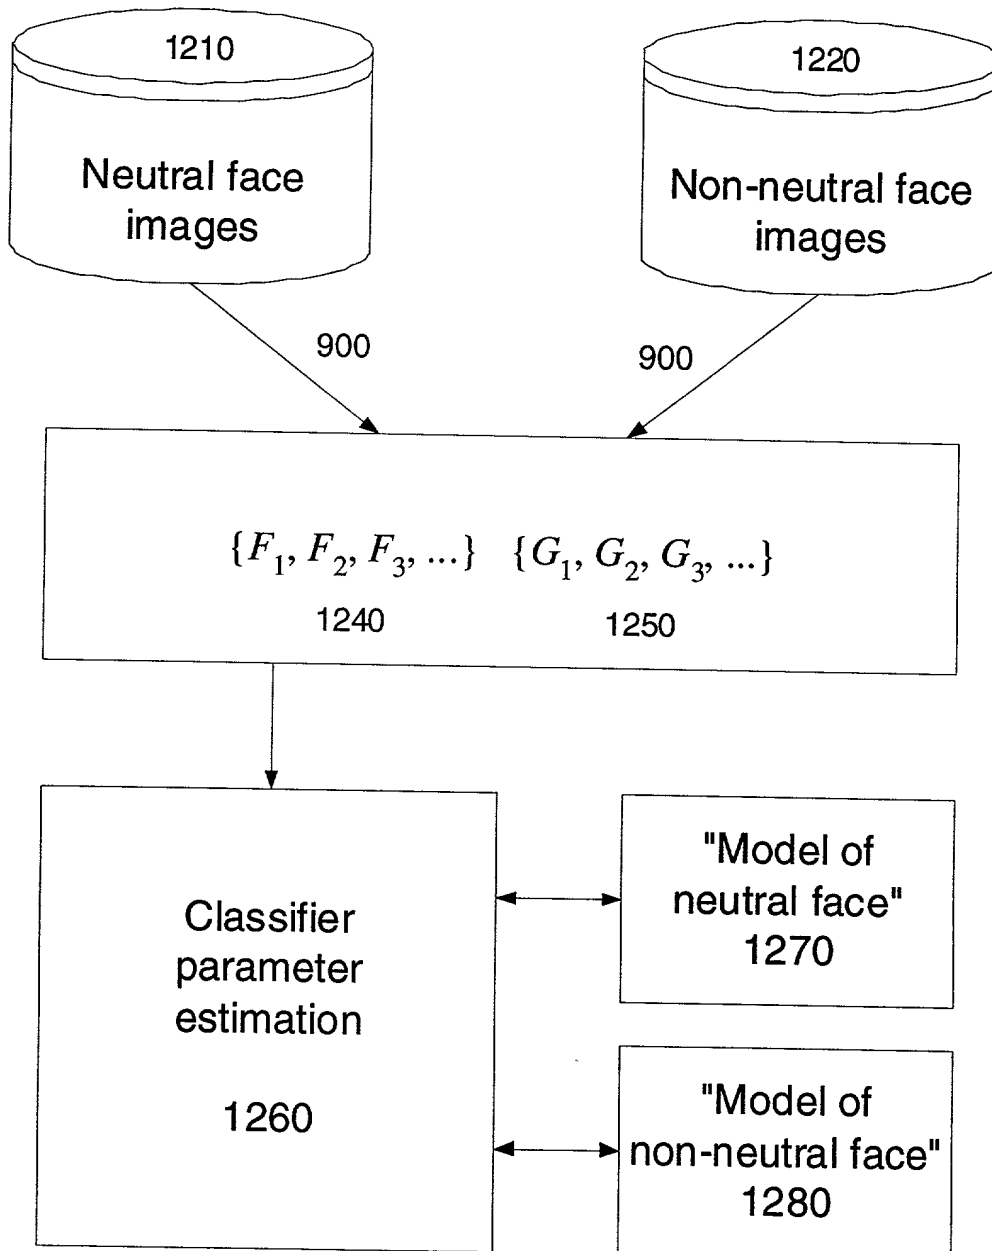 1210
Neutral face
images
1220
Non-neutral face
images
900
900
{F1, F2, F3, ...} {G1, G2, G3, ...}
1240
1250
Classifier
parameter
estimation
1260
"Model of
neutral face"
1270
"Model of
non-neutral face"
1280